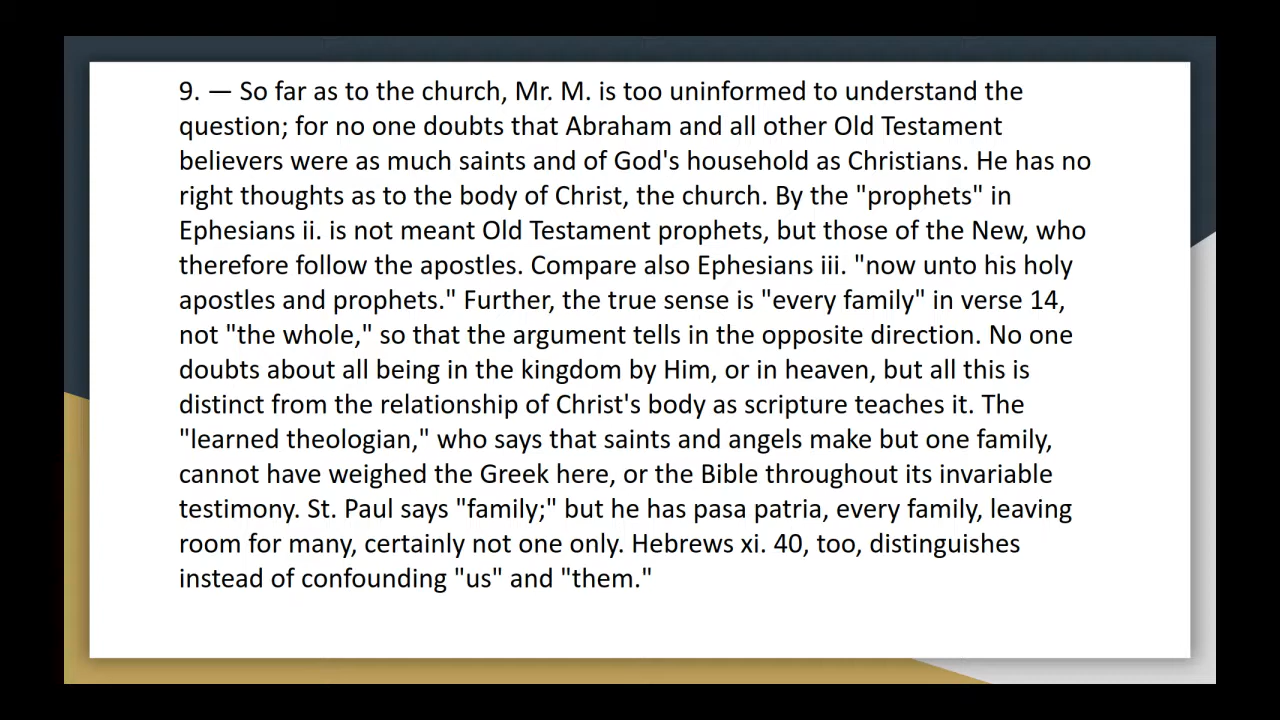 9. — So far as to the church, Mr. M. is too uninformed to understand the
question; for no one doubts that Abraham and all other Old Testament
believers were as much saints and of God's household as Christians. He has no
right thoughts as to the body of Christ, the church. By the "prophets" in
Ephesians ii. is not meant Old Testament prophets, but those of the New, who
therefore follow the apostles. Compare also Ephesians iii. "now unto his holy
apostles and prophets." Further, the true sense is "every family" in verse 14,
not "the whole," so that the argument tells in the opposite direction. No one
doubts about all being in the kingdom by Him, or in heaven, but all this is
distinct from the relationship of Christ's body as scripture teaches it. The
"learned theologian," who says that saints and angels make but one family,
cannot have weighed the Greek here, or the Bible throughout its invariable
testimony. St. Paul says "family;" but he has pasa patria, every family, leaving
room for many, certainly not one only. Hebrews xi. 40, too, distinguishes
instead of confounding "us" and "them."